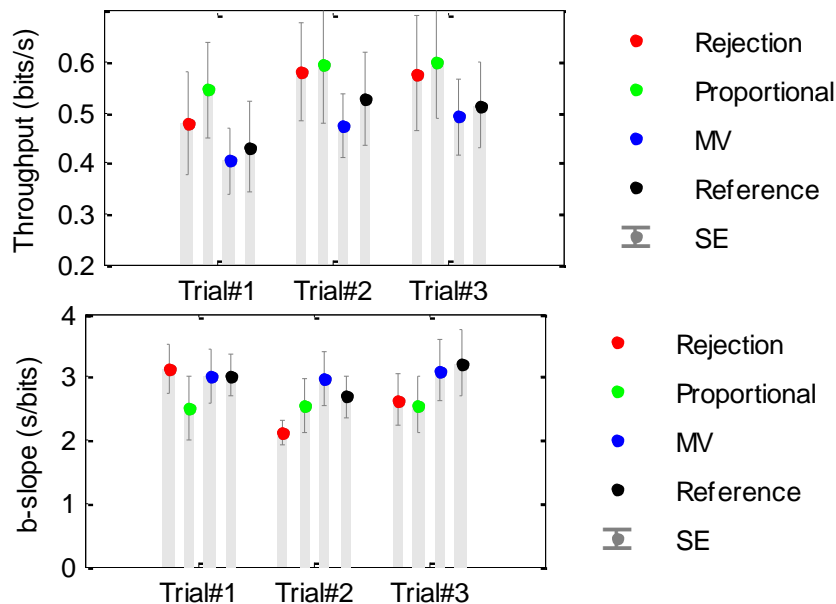 Throughput (bits/s)
0.6
0.5
0.4
0.3
0.2
Trial#1 Trial#2 Trial#3
Rejection
Proportional
MV
Reference
SE
b-slope (s/bits)
4
3
2
1
0
Trial#1 Trial#2 Trial#3
Rejection
Proportional
MV
Reference
SE